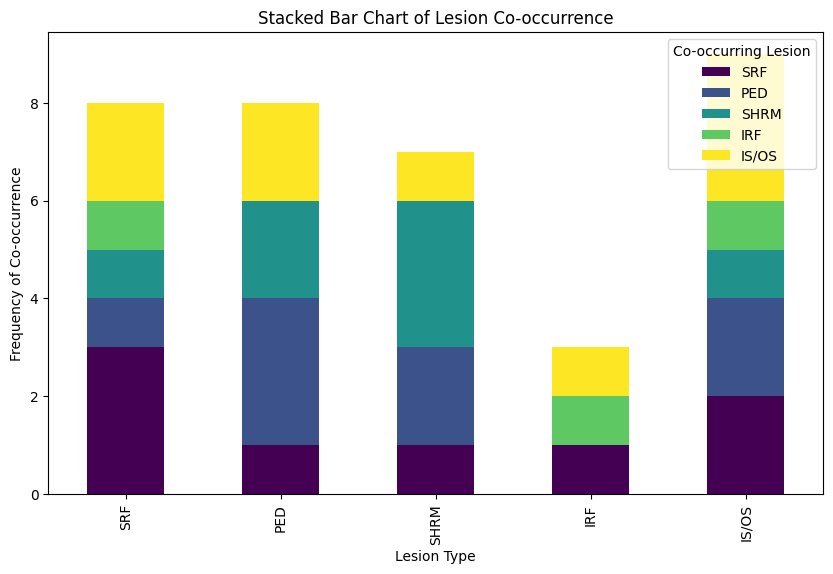 Stacked Bar Chart of Lesion Co-occurrence
Co-occurring Lesion
SRF
PED
SHRM
IRF
IS/OS
Frequency of Co-occurrence
8
6
4
2
0
SRF
PED
SHRM
IRF
IS/OS
Lesion Type